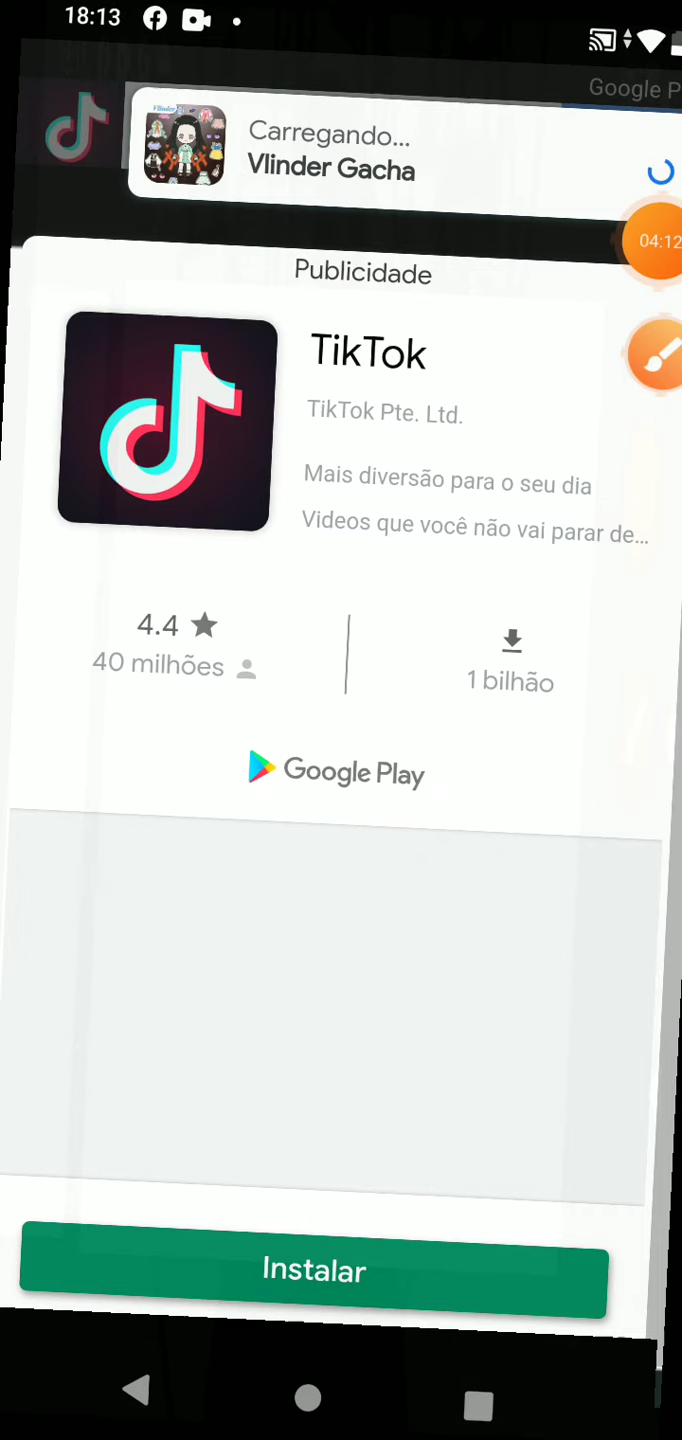 18:13
Google P
Carregando...
Vlinder Gacha
04:12
Publicidade
TikTok
TikTok Pte. Ltd.
Mais diversão para o seu dia
Videos que você não vai parar de...
4.4
40 milhões
1 bilhão
Google Play
Instalar